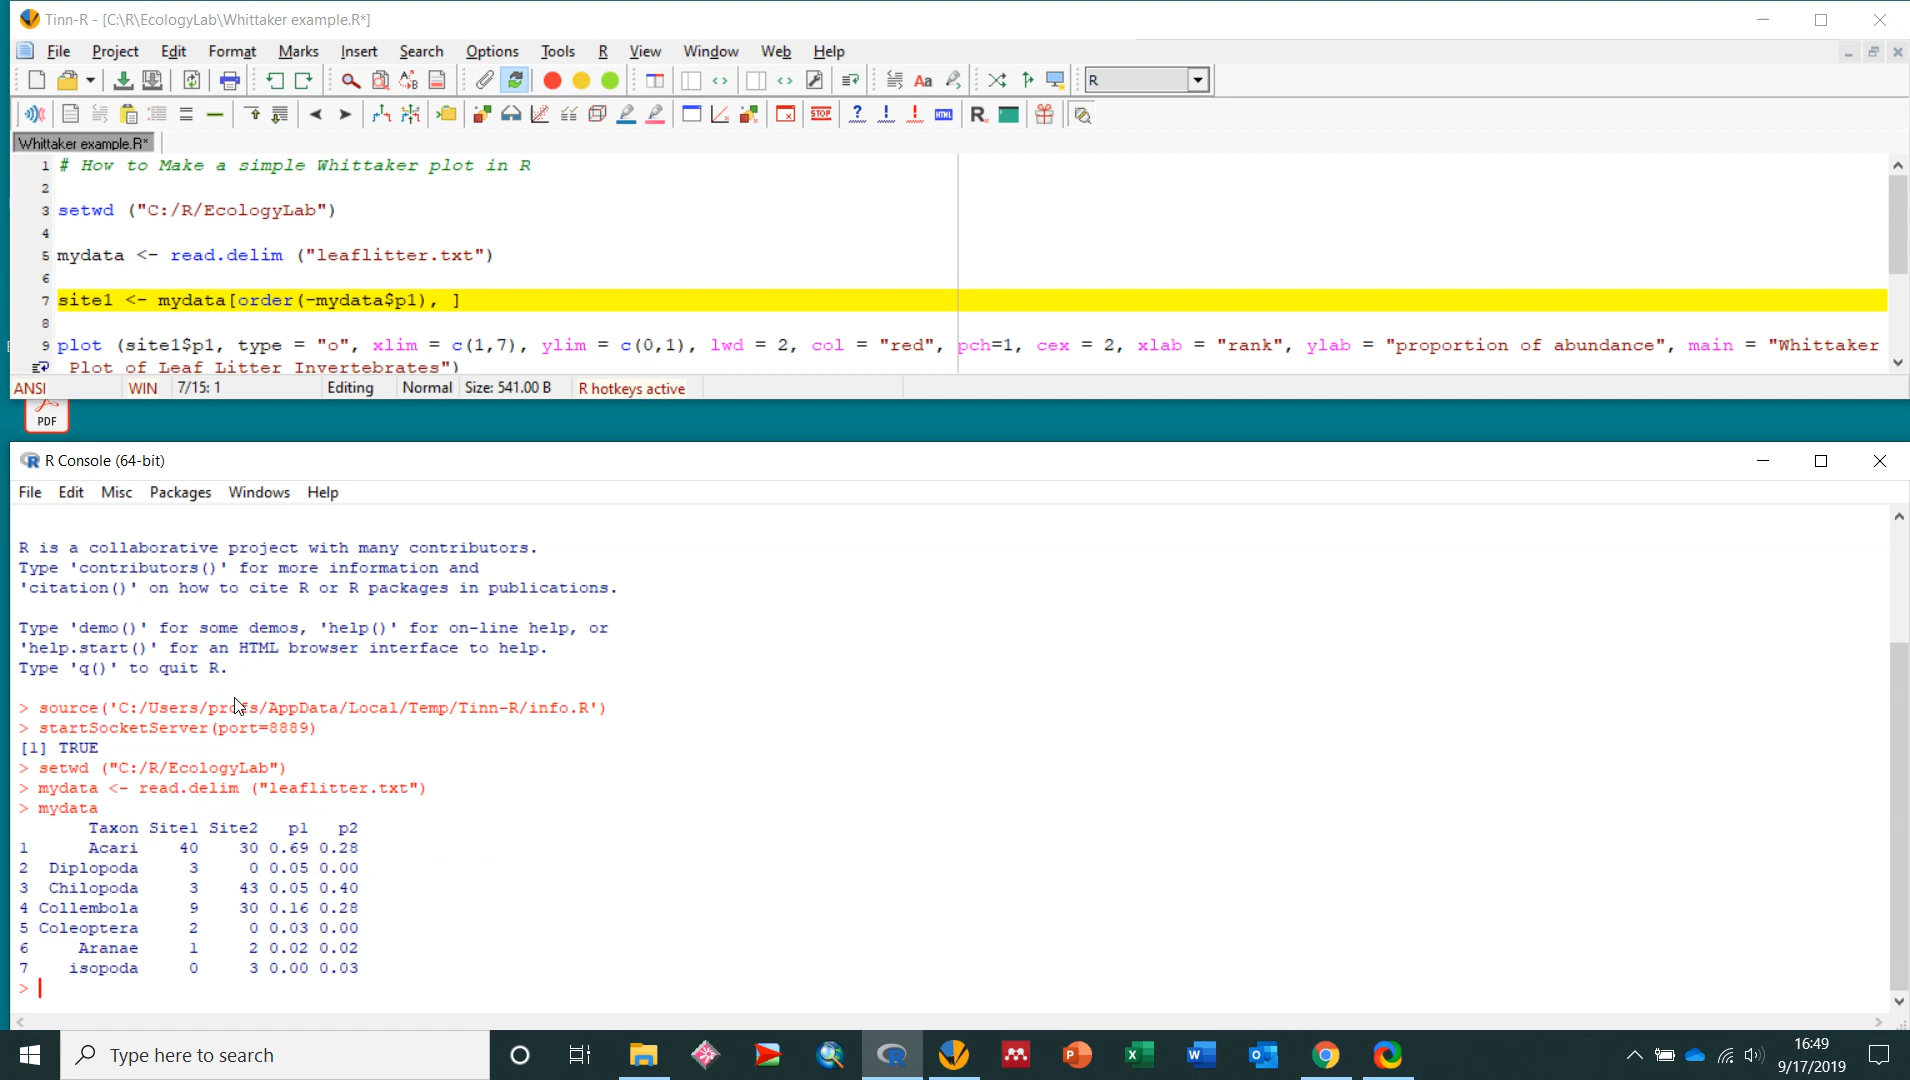 Tinn-R - [C:\R\EcologyLab\Whittaker example.R*]
File Project Edit Format Marks Insert Search Options Tools R View Window Web Help
R
STOP
HTML
Whittaker example.R*
1 # How to Make a simple Whittaker plot in R
2
3 setwd ("C:/R/EcologyLab")
4
5 mydata <- read.delim ("leaflitter.txt")
6
7 site1 <- mydata[order(-mydata$p1), ]
8
9 plot (site1$p1, type = "o", xlim = c(1,7), ylim = c(0,1), lwd = 2, col = "red", pch=1, cex = 2, xlab = "rank", ylab = "proportion of abundance", main = "Whittaker
Plot of Leaf Litter Invertebrates")
ANSI WIN 7/15: 1 Editing Normal Size: 541.00 B R hotkeys active
PDF
R Console (64-bit)
File Edit Misc Packages Windows Help
R is a collaborative project with many contributors.
Type 'contributors()' for more information and
'citation()' on how to cite R or R packages in publications.
Type 'demo()' for some demos, 'help()' for on-line help, or
'help.start()' for an HTML browser interface to help.
Type 'q()' to quit R.
> source('C:/Users/profs/AppData/Local/Temp/Tinn-R/info.R')
> startSocketServer(port=8889)
[1] TRUE
> setwd ("C:/R/EcologyLab")
> mydata <- read.delim ("leaflitter.txt")
> mydata
Taxon Site1 Site2 p1 p2
1 Acari 40 30 0.69 0.28
2 Diplopoda 3 0 0.05 0.00
3 Chilopoda 3 43 0.05 0.40
4 Collembola 9 30 0.16 0.28
5 Coleoptera 2 0 0.03 0.00
6 Aranae 1 2 0.02 0.02
7 isopoda 0 3 0.00 0.03
>
Type here to search
16:49
9/17/2019